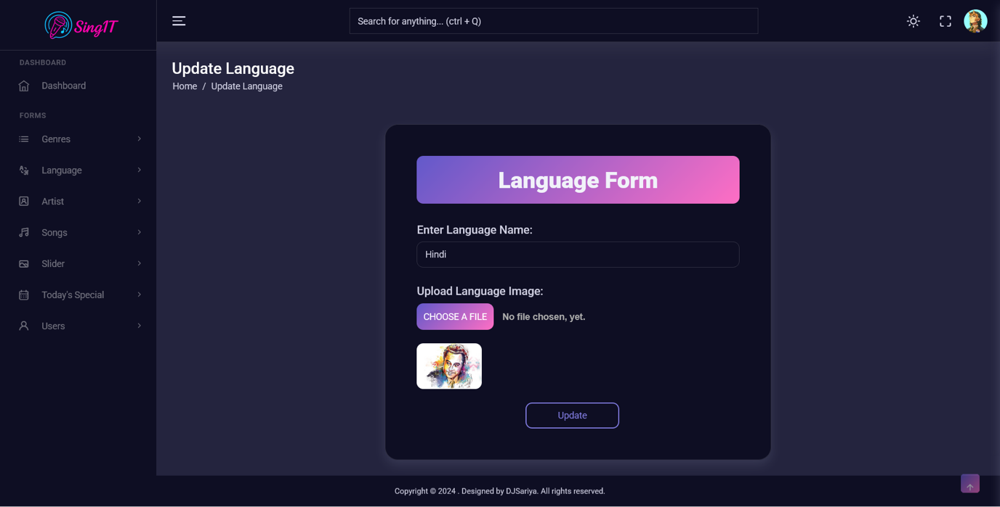 SingIT
Search for anything... (ctrl + Q)
DASHBOARD
Dashboard
FORMS
Genres
Language
Artist
Songs
Slider
Today's Special
Users
Update Language
Home / Update Language
Language Form
Enter Language Name:
Hindi
Upload Language Image:
CHOOSE A FILE No file chosen, yet.
Update
Copyright © 2024 . Designed by DJSariya. All rights reserved.